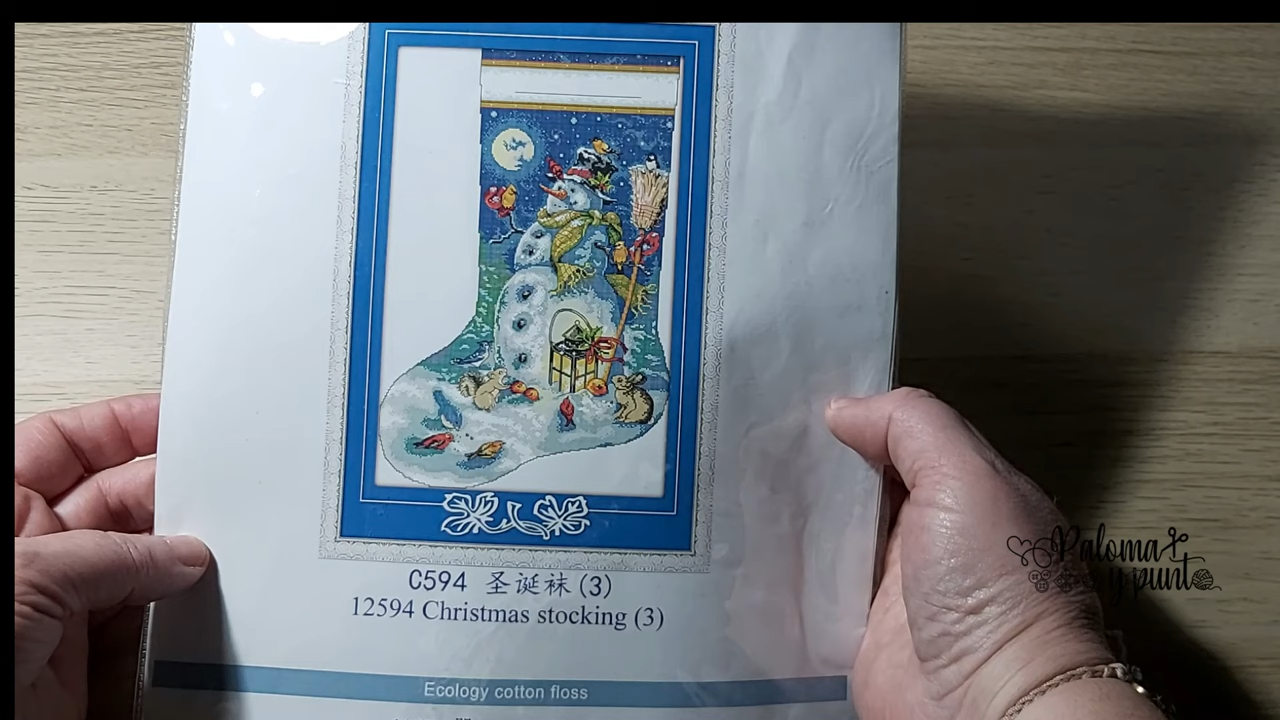 C594 圣诞袜 (3)
12594 Christmas stocking (3)
Ecology cotton floss
Paloma
y punto